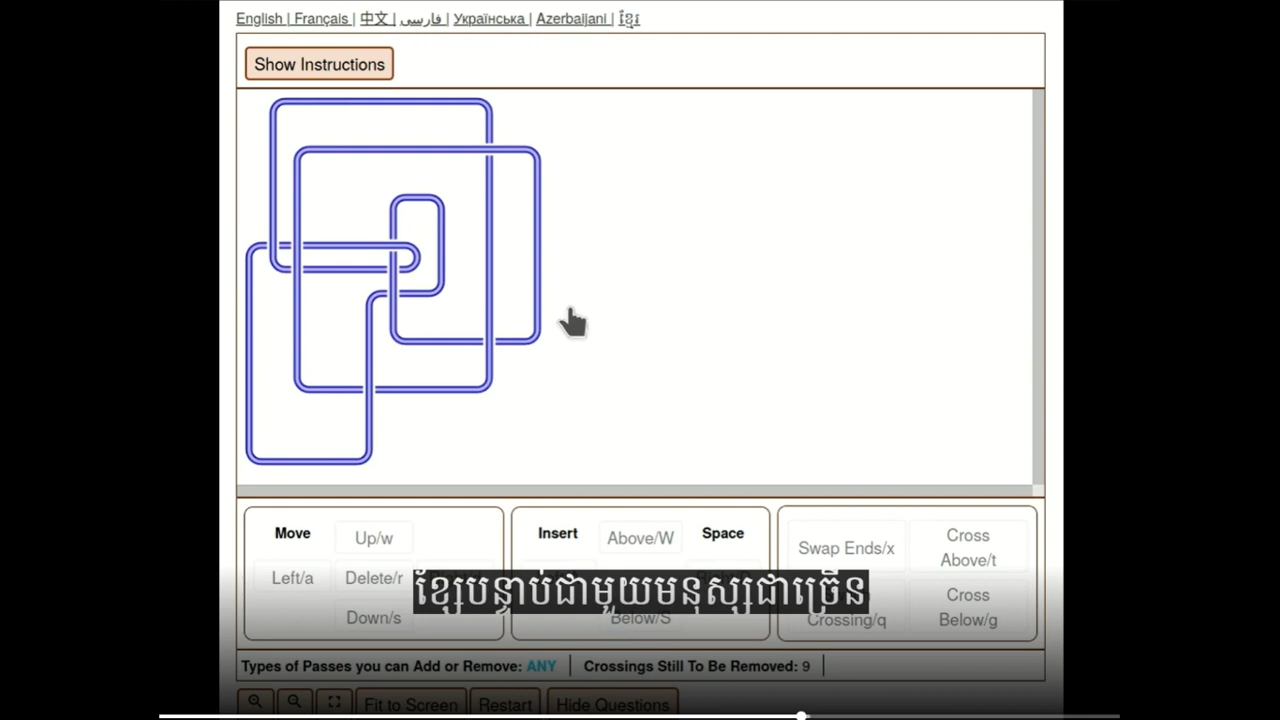 English | Français | 中文 | فارسی | Українська | Azerbaijani | ខ្មែរ
Show Instructions
Move
Up/w
Left/a
Delete/r
Down/s
Insert
Above/W
Space
Below/S
Swap Ends/x
Cross Above/t
Crossing/q
Cross Below/g
ខ្សែបន្ទាប់ជាមួយមនុស្សជាច្រើន
Types of Passes you can Add or Remove: ANY
Crossings Still To Be Removed: 9
Fit to Screen
Restart
Hide Questions